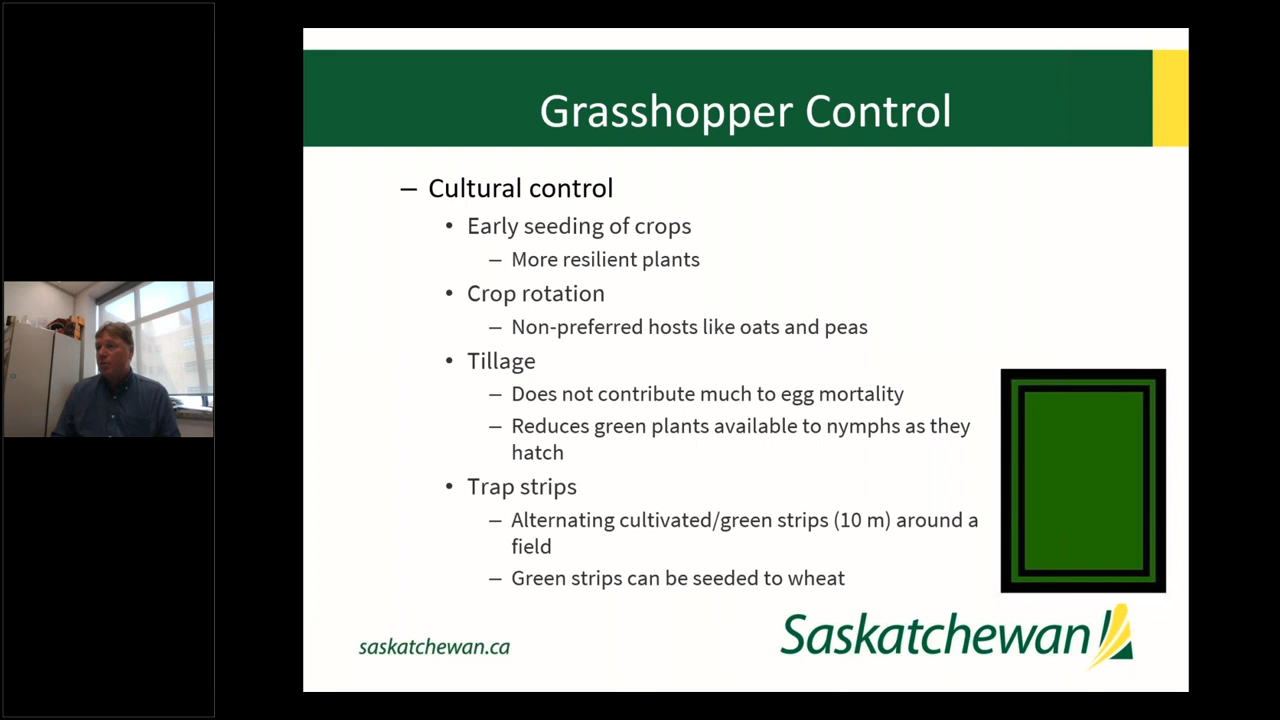 Grasshopper Control
– Cultural control
• Early seeding of crops
– More resilient plants
• Crop rotation
– Non-preferred hosts like oats and peas
• Tillage
– Does not contribute much to egg mortality
– Reduces green plants available to nymphs as they
hatch
• Trap strips
– Alternating cultivated/green strips (10 m) around a
field
– Green strips can be seeded to wheat
saskatchewan.ca
Saskatchewan